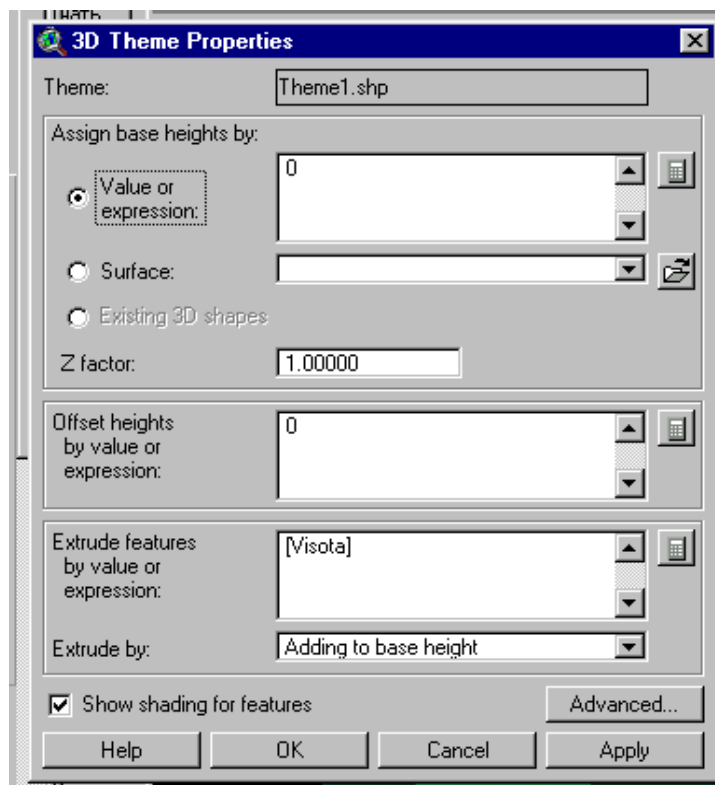 3D Theme Properties
Theme: Theme1.shp
Assign base heights by:
Value or
expression:
0
Surface:
Existing 3D shapes
Z factor: 1.00000
Offset heights
by value or
expression:
0
Extrude features
by value or
expression:
[Visota]
Extrude by: Adding to base height
Show shading for features
Advanced...
Help OK Cancel Apply